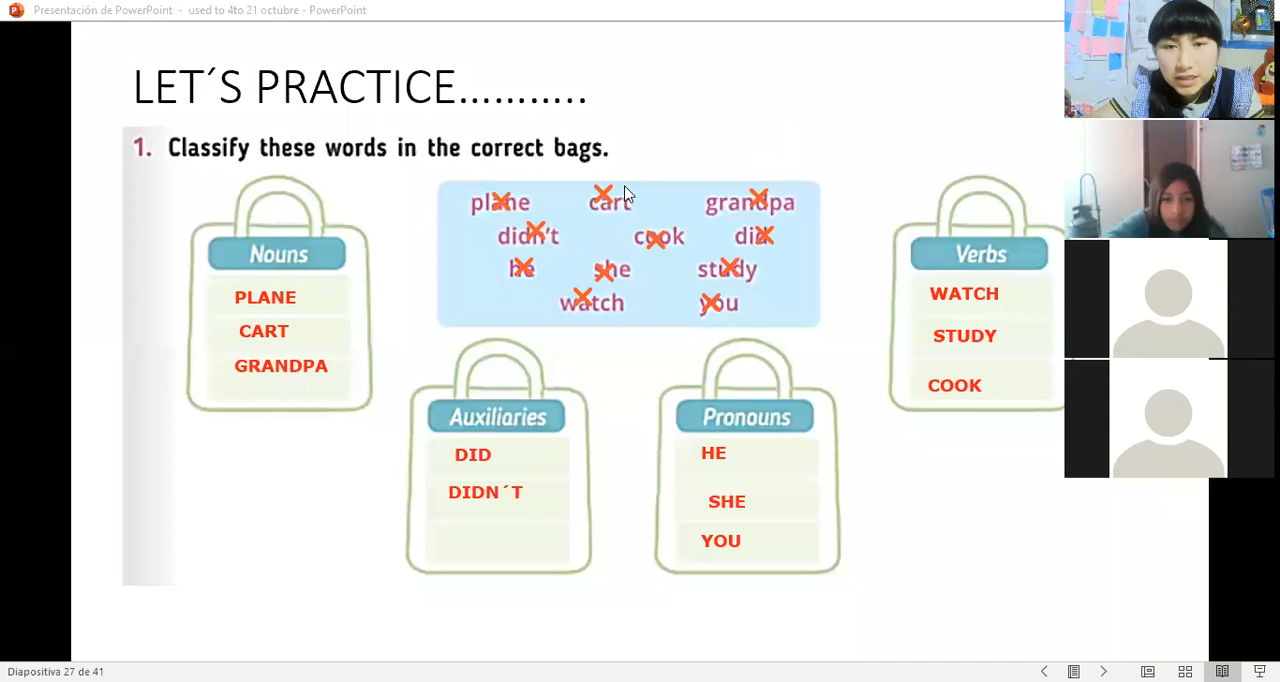 Presentación de PowerPoint - used to 4to 21 octubre - PowerPoint
LET´S PRACTICE………..
1. Classify these words in the correct bags.
plane cart grandpa
didn't cook did
he she study
watch you
Nouns
PLANE
CART
GRANDPA
Auxiliaries
DID
DIDN´T
Pronouns
HE
SHE
YOU
Verbs
WATCH
STUDY
COOK
Diapositiva 27 de 41